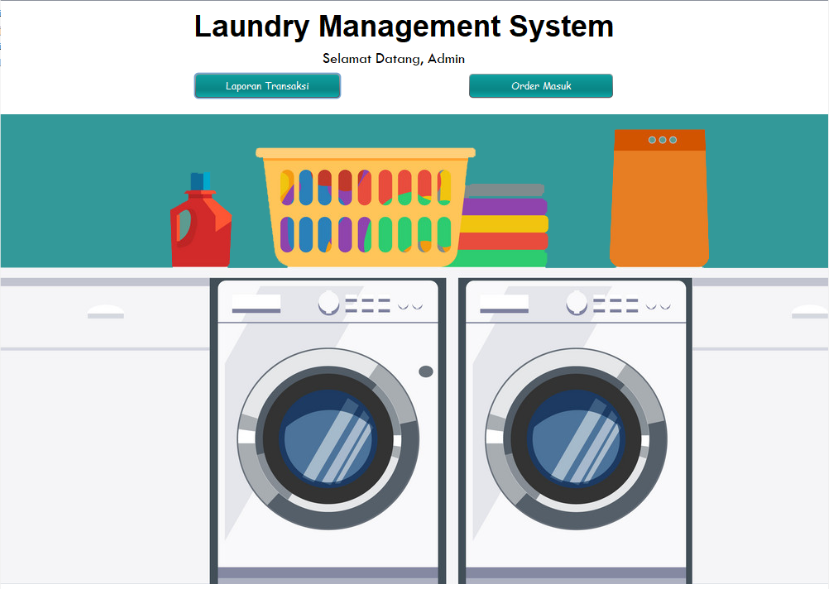 Laundry Management System
Selamat Datang, Admin
Laporan Transaksi
Order Masuk